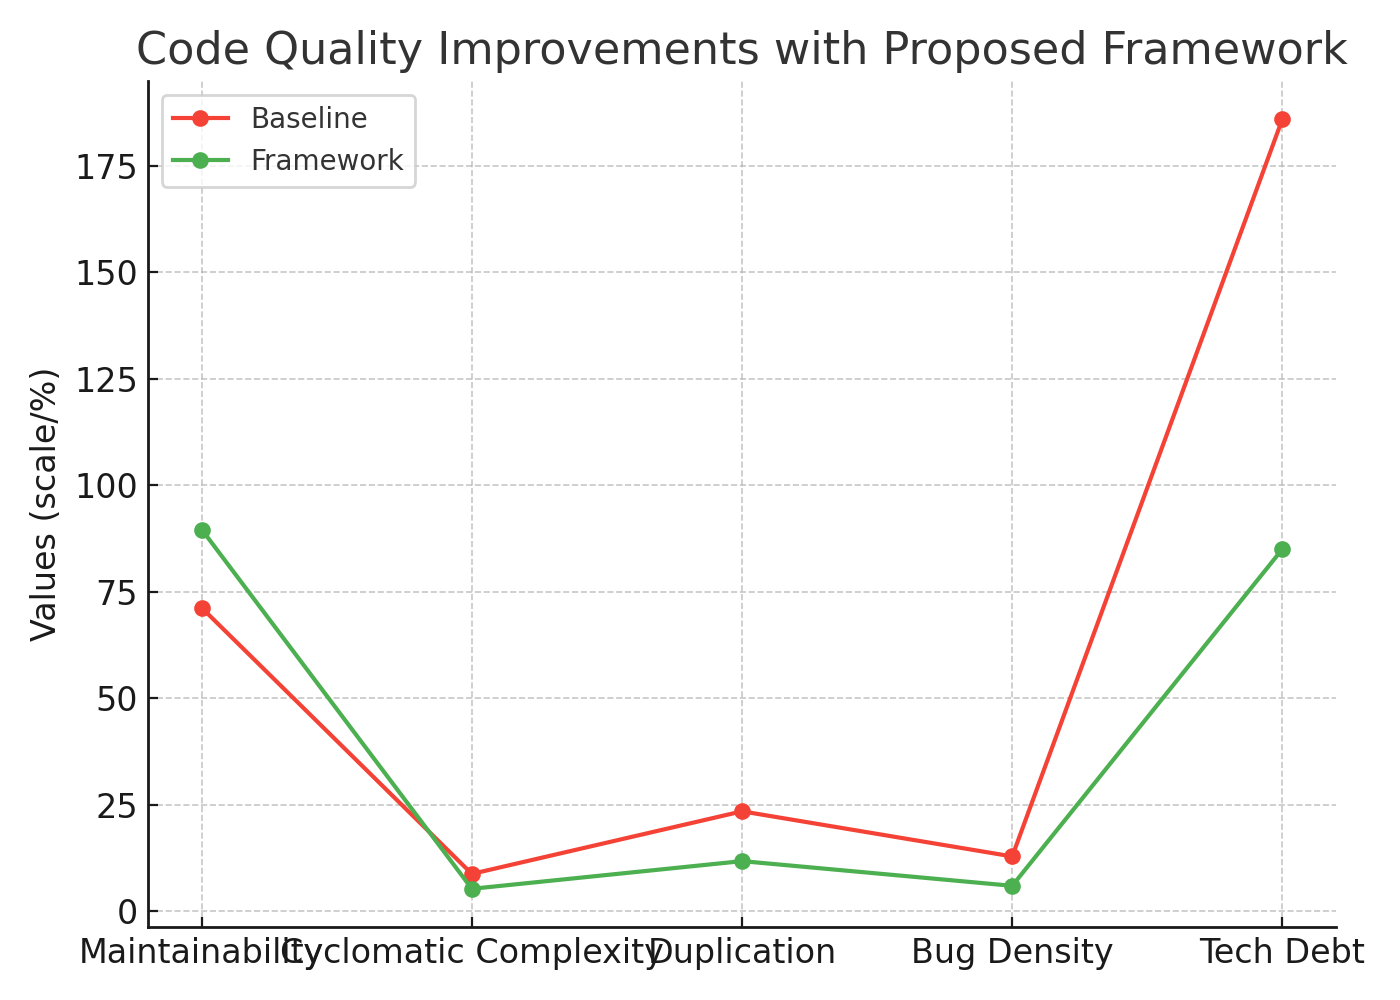 Code Quality Improvements with Proposed Framework
Baseline
Framework
Values (scale/%)
175
150
125
100
75
50
25
0
Maintainability
Cyclomatic Complexity
Duplication
Bug Density
Tech Debt